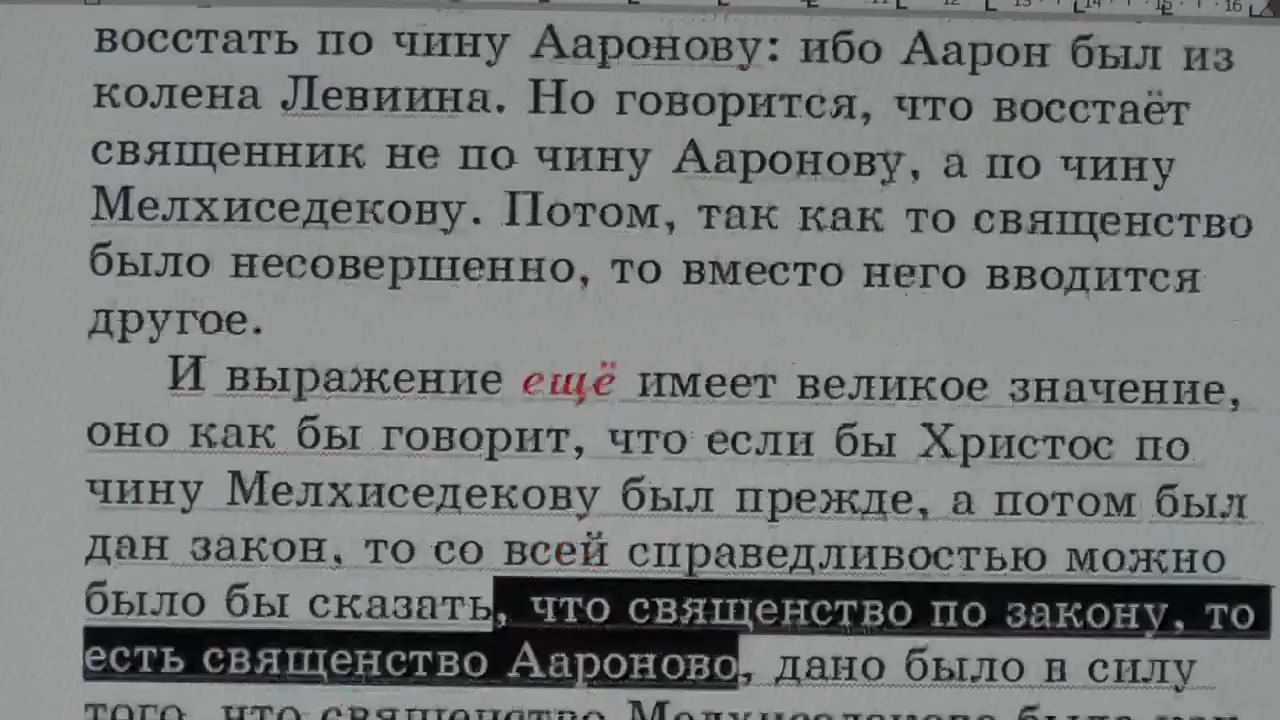 восстать по чину Ааронову: ибо Аарон был из
колена Левиина. Но говорится, что восстаёт
священник не по чину Ааронову, а по чину
Мелхиседекову. Потом, так как то священство
было несовершенно, то вместо него вводится
другое.
И выражение ещё имеет великое значение,
оно как бы говорит, что если бы Христос по
чину Мелхиседекову был прежде, а потом был
дан закон, то со всей справедливостью можно
было бы сказать, что священство по закону, то
есть священство Аароново, дано было в силу
того, что священство